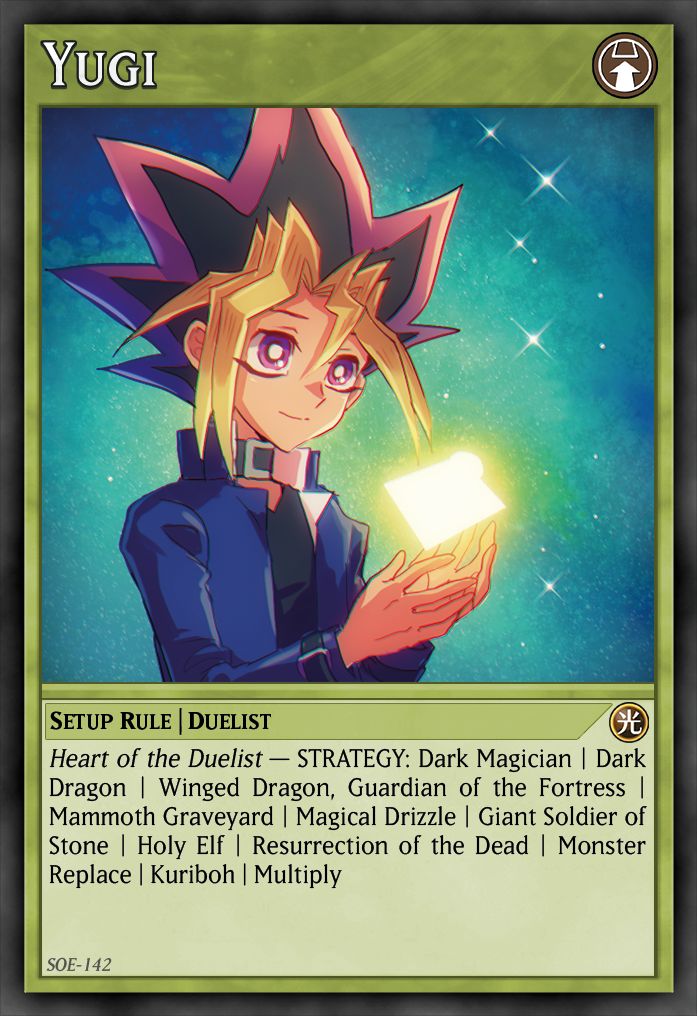 Yugi
Setup Rule | Duelist
光
Heart of the Duelist — STRATEGY: Dark Magician | Dark
Dragon | Winged Dragon, Guardian of the Fortress |
Mammoth Graveyard | Magical Drizzle | Giant Soldier of
Stone | Holy Elf | Resurrection of the Dead | Monster
Replace | Kuriboh | Multiply
SOE-142